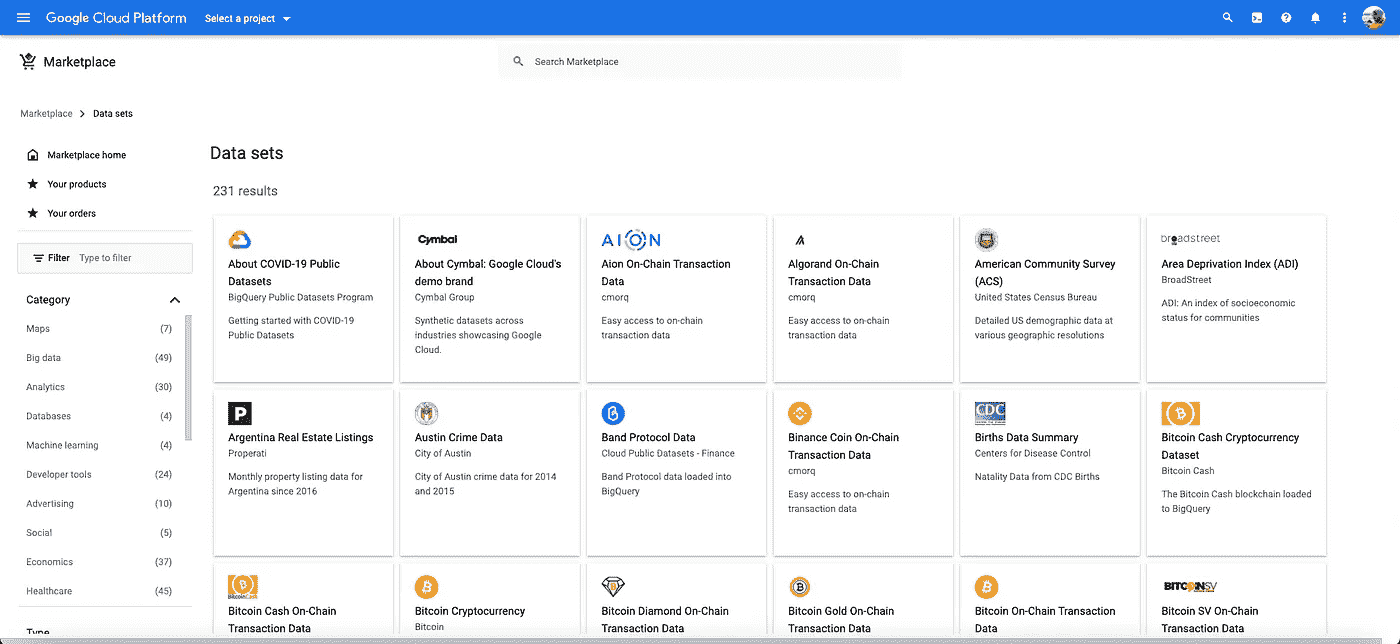 Google Cloud Platform
Select a project
Marketplace
Search Marketplace
Marketplace > Data sets
Marketplace home
Your products
Your orders
Filter Type to filter
Category
Maps (7)
Big data (49)
Analytics (30)
Databases (4)
Machine learning (4)
Developer tools (24)
Advertising (10)
Social (5)
Economics (37)
Healthcare (45)
Type
Data sets
231 results
About COVID-19 Public
Datasets
BigQuery Public Datasets Program
Getting started with COVID-19
Public Datasets
Cymbal
About Cymbal: Google Cloud's
demo brand
Cymbal Group
Synthetic datasets across
industries showcasing Google
Cloud.
AION
Aion On-Chain Transaction
Data
cmorq
Easy access to on-chain
transaction data
Algorand On-Chain
Transaction Data
cmorq
Easy access to on-chain
transaction data
American Community Survey
(ACS)
United States Census Bureau
Detailed US demographic data at
various geographic resolutions
broadstreet
Area Deprivation Index (ADI)
BroadStreet
ADI: An index of socioeconomic
status for communities
P
Argentina Real Estate Listings
Properati
Monthly property listing data for
Argentina since 2016
Austin Crime Data
City of Austin
City of Austin crime data for 2014
and 2015
Band Protocol Data
Cloud Public Datasets - Finance
Band Protocol data loaded into
BigQuery
Binance Coin On-Chain
Transaction Data
cmorq
Easy access to on-chain
transaction data
CDC
Births Data Summary
Centers for Disease Control
Natality Data from CDC Births
Bitcoin Cash Cryptocurrency
Dataset
Bitcoin Cash
The Bitcoin Cash blockchain loaded
to BigQuery
BitcoinCash
Bitcoin Cash On-Chain
Transaction Data
Bitcoin Cryptocurrency
Bitcoin
Bitcoin Diamond On-Chain
Transaction Data
Bitcoin Gold On-Chain
Transaction Data
Bitcoin On-Chain Transaction
Data
BITCOIN SV
Bitcoin SV On-Chain
Transaction Data